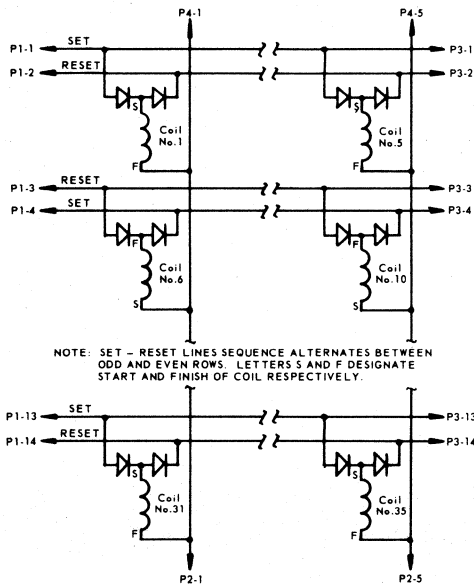 P4-1 P4-5
P1-1 SET P3-1
P1-2 RESET P3-2
S S
Coil No.1 Coil No.5
F F
P1-3 RESET P3-3
P1-4 SET P3-4
F F
Coil No.6 Coil No.10
S S
NOTE: SET – RESET LINES SEQUENCE ALTERNATES BETWEEN
ODD AND EVEN ROWS. LETTERS S AND F DESIGNATE
START AND FINISH OF COIL RESPECTIVELY.
P1-13 SET P3-13
P1-14 RESET P3-14
S S
Coil No.31 Coil No.35
F F
P2-1 P2-5